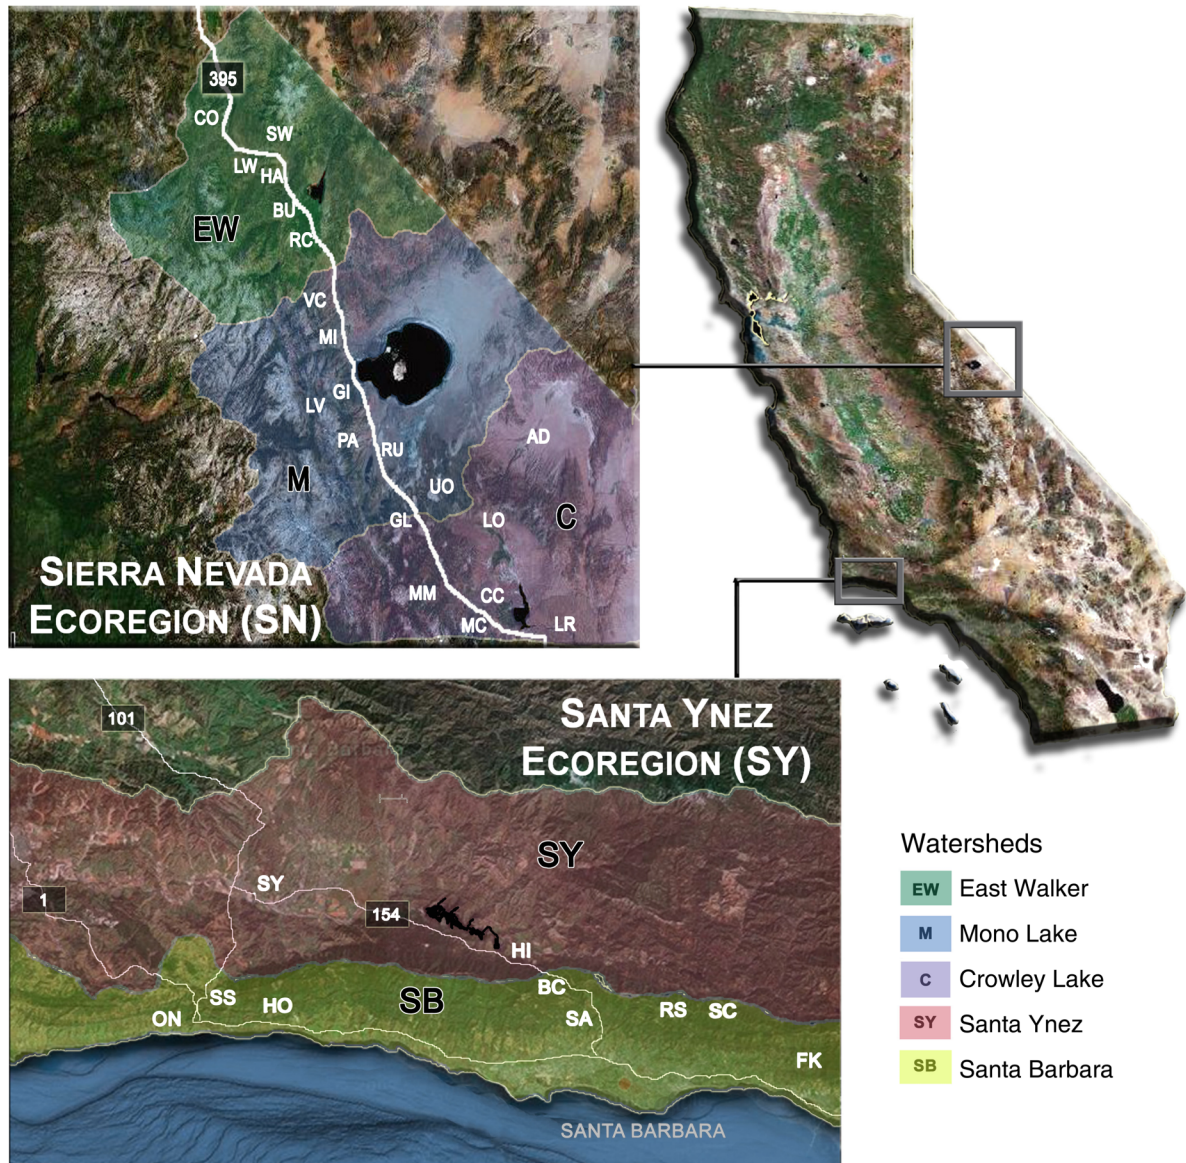 395
CO
SW
LW
HA
BU
EW
RC
VC
MI
GI
LV
PA
RU
AD
M
UO
GL
LO
C
SIERRA NEVADA
ECOREGION (SN)
MM
CC
MC
LR
101
SANTA YNEZ
ECOREGION (SY)
SY
SY
1
154
HI
SS
HO
SB
BC
ON
SA
RS
SC
FK
SANTA BARBARA
Watersheds
EW East Walker
M Mono Lake
C Crowley Lake
SY Santa Ynez
SB Santa Barbara